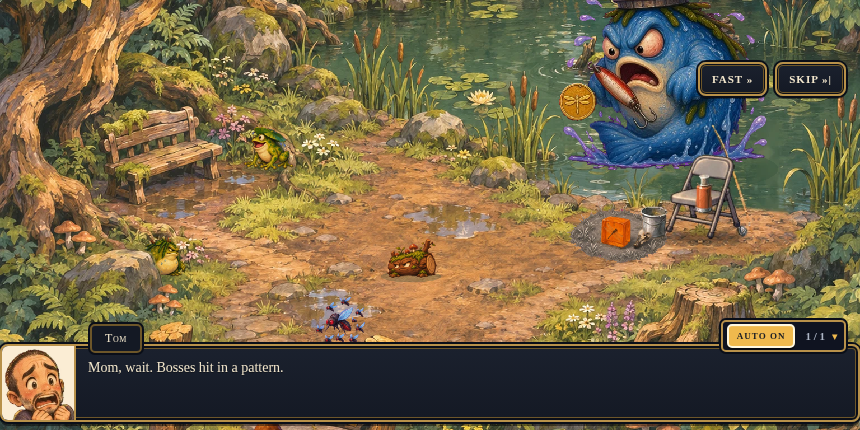 FAST »
SKIP »|
TOM
AUTO ON
1 / 1 ▼
Mom, wait. Bosses hit in a pattern.